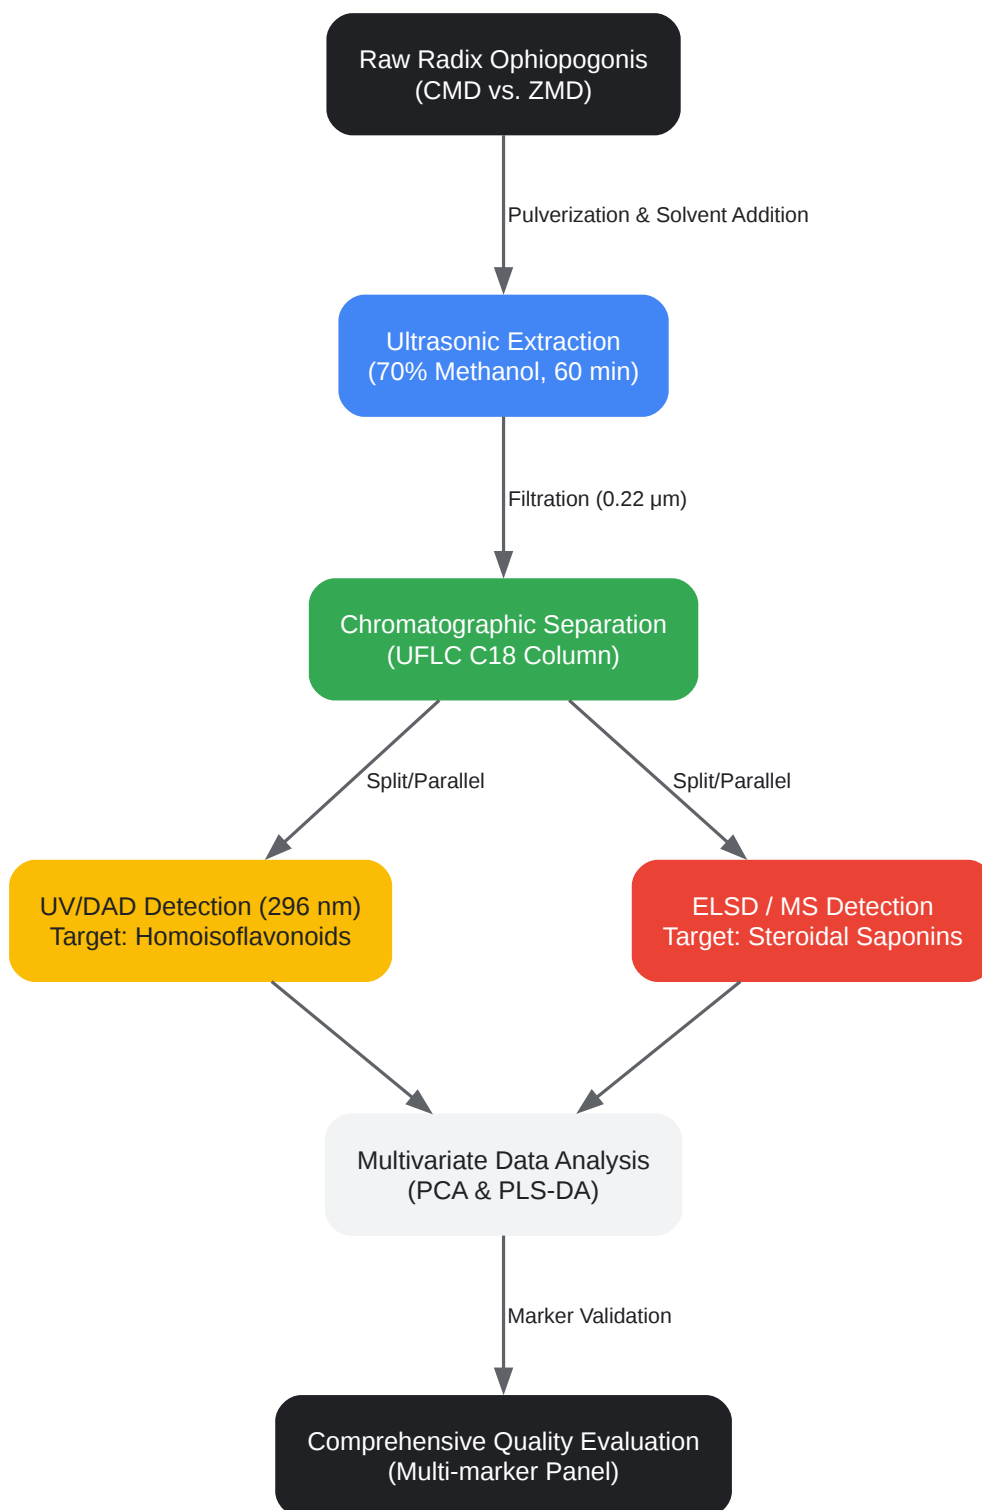 Raw Radix Ophiopogonis
(CMD vs. ZMD)
Pulverization & Solvent Addition
Ultrasonic Extraction
(70% Methanol, 60 min)
Filtration (0.22 μm)
Chromatographic Separation
(UFLC C18 Column)
Split/Parallel
Split/Parallel
UV/DAD Detection (296 nm)
Target: Homoisoflavonoids
ELSD / MS Detection
Target: Steroidal Saponins
Multivariate Data Analysis
(PCA & PLS-DA)
Marker Validation
Comprehensive Quality Evaluation
(Multi-marker Panel)